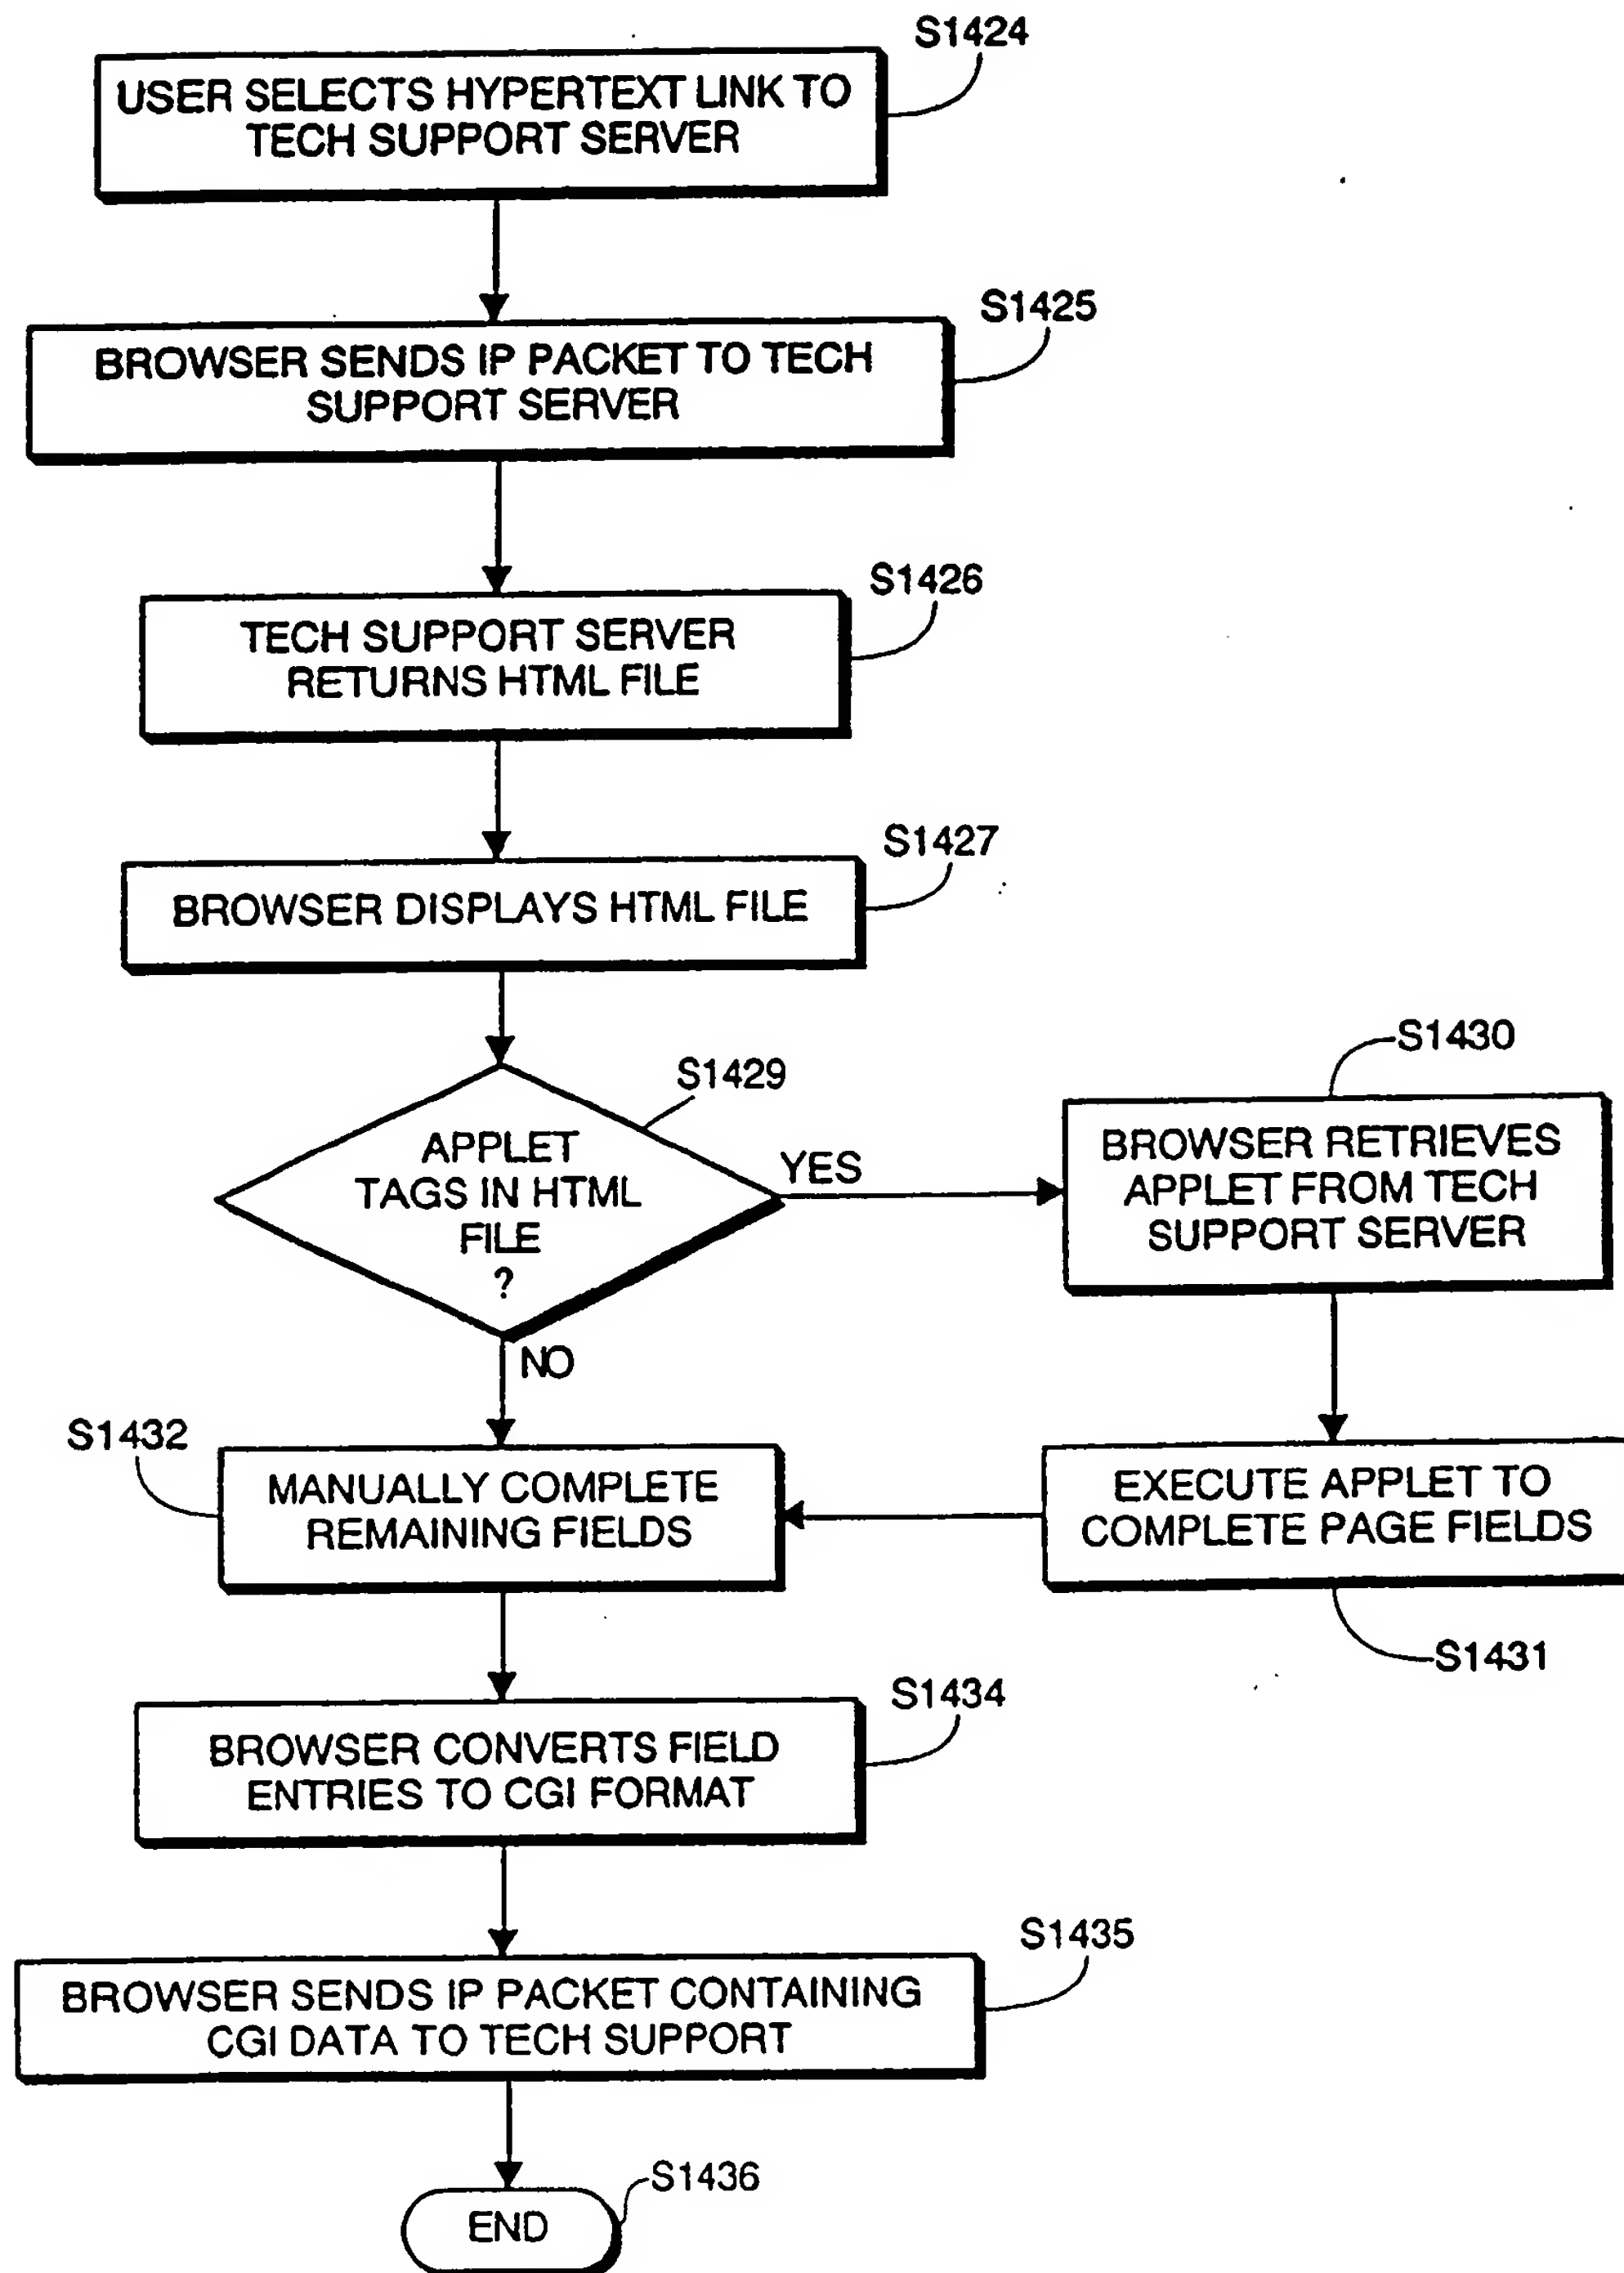 S1424
USER SELECTS HYPERTEXT LINK TO
TECH SUPPORT SERVER
S1425
BROWSER SENDS IP PACKET TO TECH
SUPPORT SERVER
S1426
TECH SUPPORT SERVER
RETURNS HTML FILE
S1427
BROWSER DISPLAYS HTML FILE
S1429
APPLET
TAGS IN HTML
FILE
?
YES
NO
S1430
BROWSER RETRIEVES
APPLET FROM TECH
SUPPORT SERVER
S1432
MANUALLY COMPLETE
REMAINING FIELDS
EXECUTE APPLET TO
COMPLETE PAGE FIELDS
S1431
S1434
BROWSER CONVERTS FIELD
ENTRIES TO CGI FORMAT
S1435
BROWSER SENDS IP PACKET CONTAINING
CGI DATA TO TECH SUPPORT
S1436
END